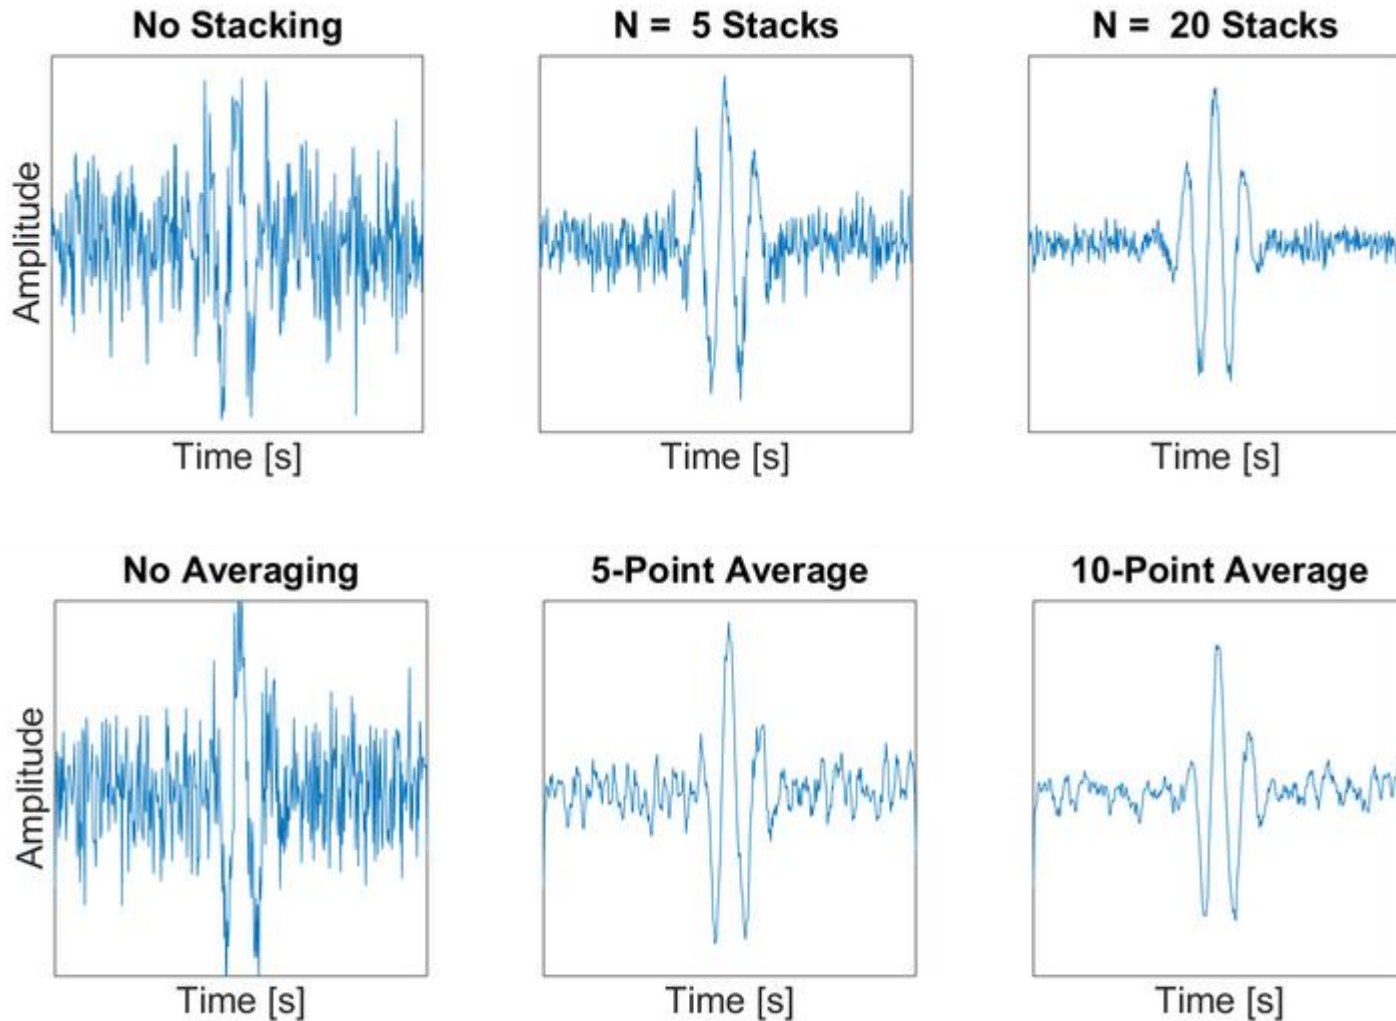 No Stacking
N =  5 Stacks
N =  20 Stacks
Amplitude
Time [s]
Time [s]
Time [s]
No Averaging
5-Point Average
10-Point Average
Amplitude
Time [s]
Time [s]
Time [s]